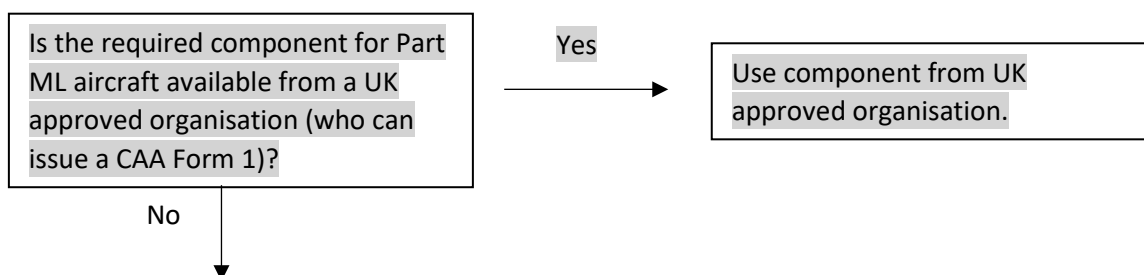 Is the required component for Part
ML aircraft available from a UK
approved organisation (who can
issue a CAA Form 1)?
Yes
Use component from UK
approved organisation.
No